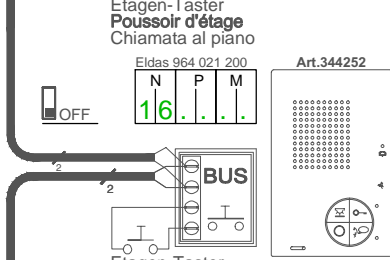 Etagen-Taster
Poussoir d'étage
Chiamata al piano
Eldas 964 021 200
Art.344252
N P M
16. . . .
OFF
BUS
2
2
Etagen-Taster